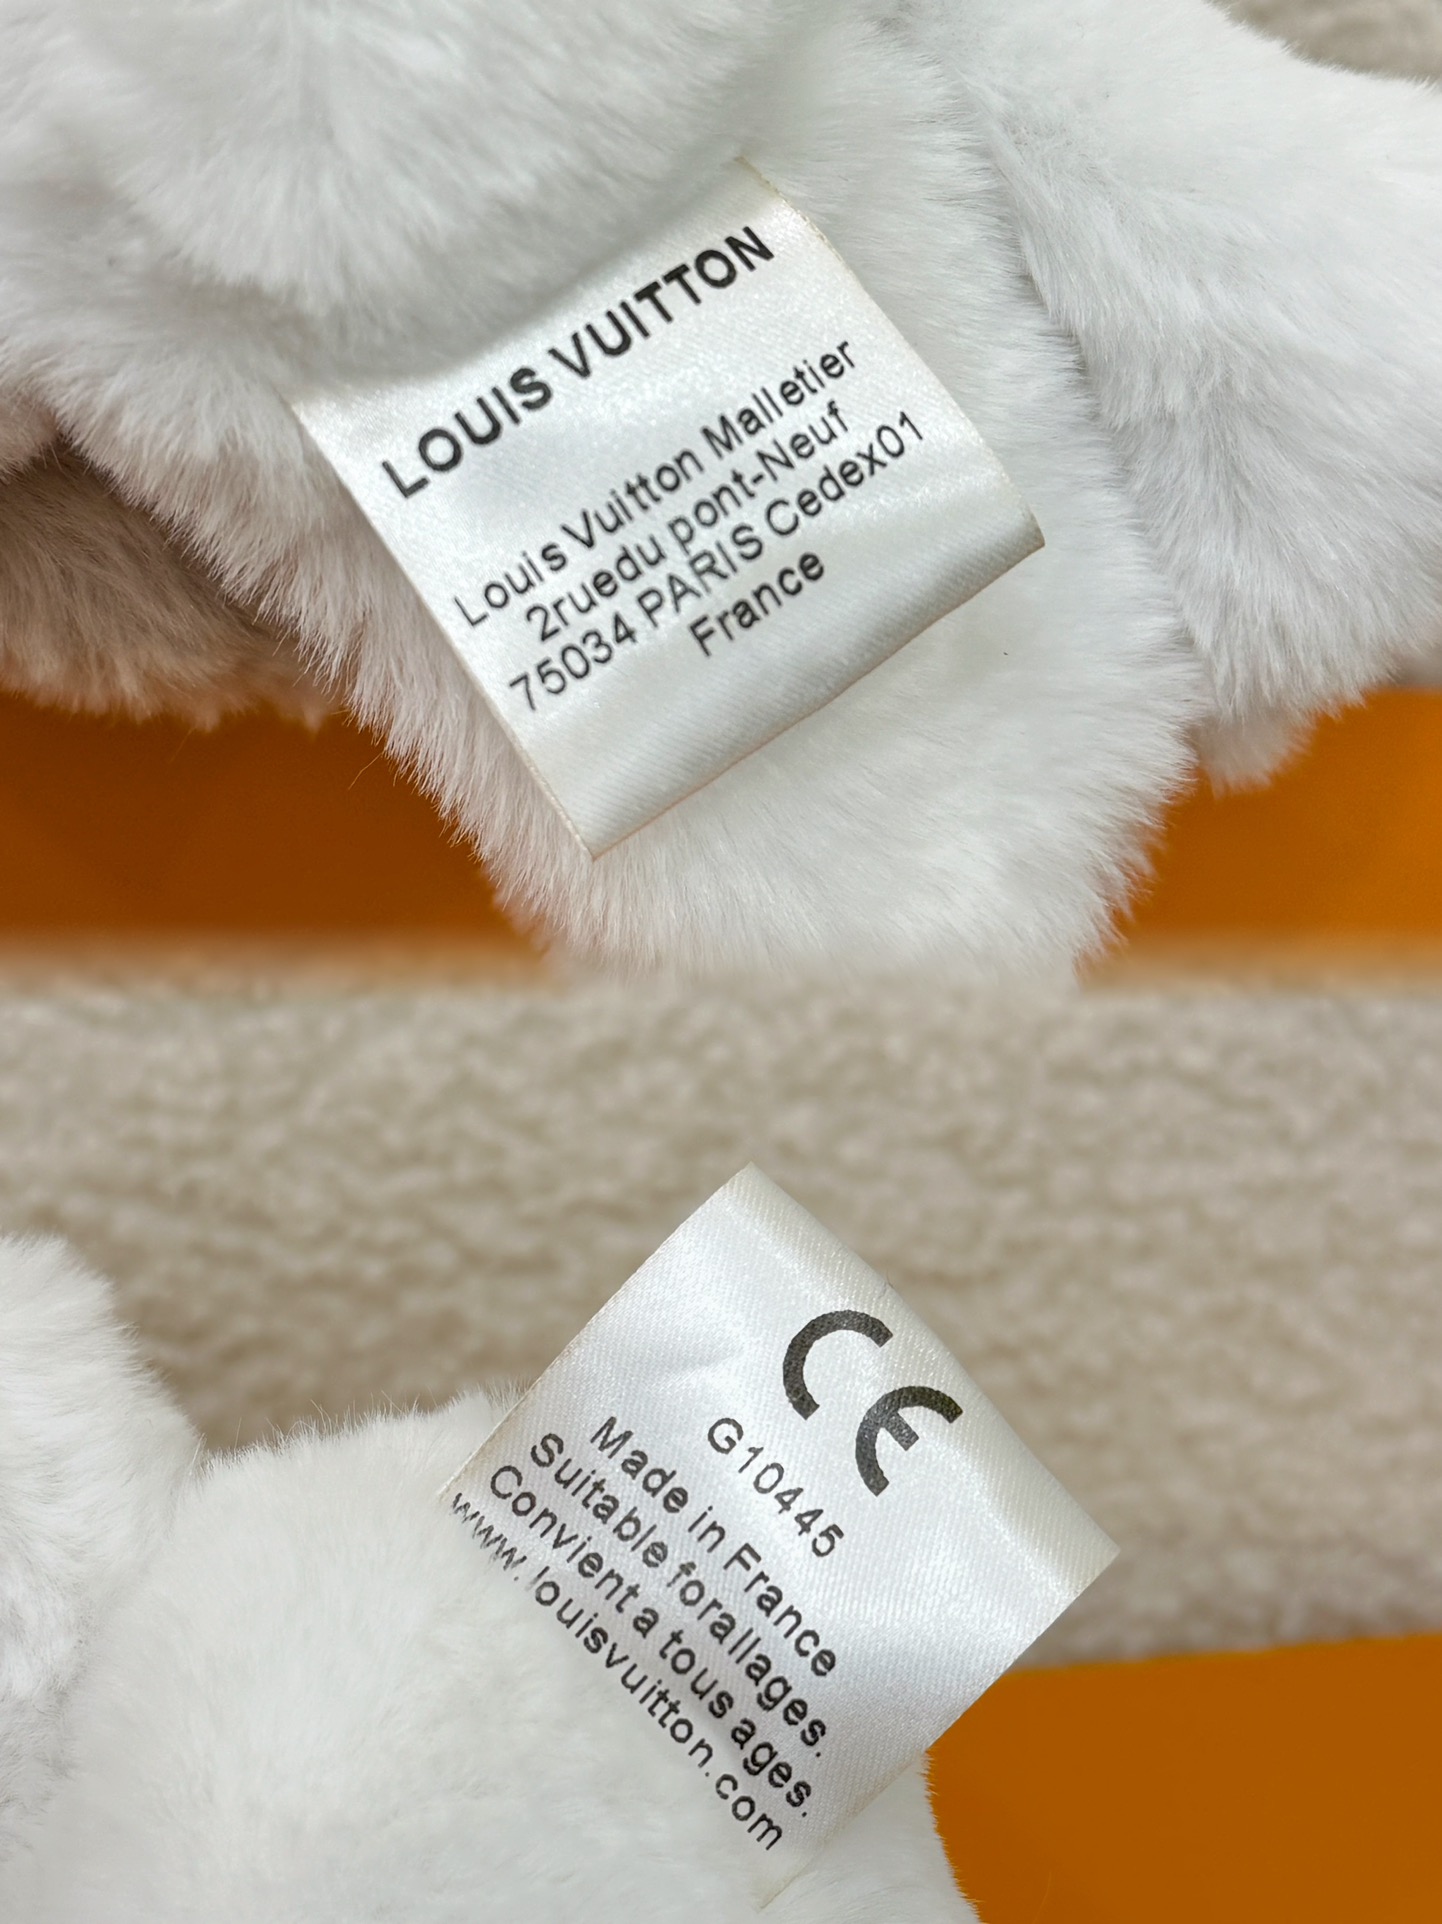 LOUIS VUITTON
Louis Vuitton Malletier
2ruedu pont-Neuf
75034 PARIS Cedex01
France
CE
G10445
Made in France
Suitable forallages.
Convient a tous ages.
www.louisvuitton.com